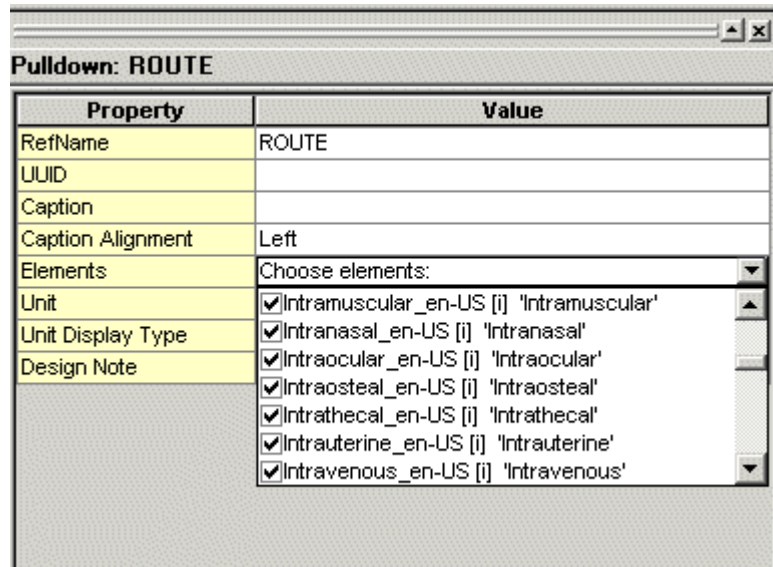 Pulldown: ROUTE
Property Value
RefName ROUTE
UUID
Caption
Caption Alignment Left
Elements Choose elements:
Unit Intramuscular_en-US [i] 'Intramuscular'
Unit Display Type Intranasal_en-US [i] 'Intranasal'
Design Note Intraocular_en-US [i] 'Intraocular'
Intraosteal_en-US [i] 'Intraosteal'
Intrathecal_en-US [i] 'Intrathecal'
Intrauterine_en-US [i] 'Intrauterine'
Intravenous_en-US [i] 'Intravenous'